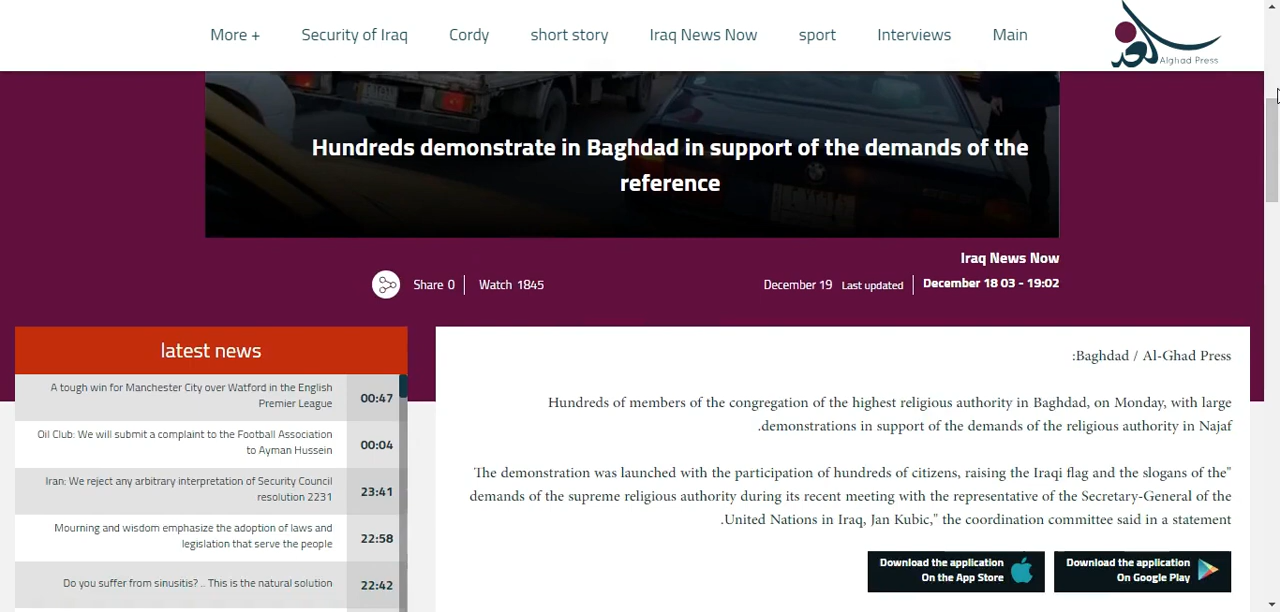 More +
Security of Iraq
Cordy
short story
Iraq News Now
sport
Interviews
Main
Alghad Press
Hundreds demonstrate in Baghdad in support of the demands of the
reference
Iraq News Now
Share 0
Watch 1845
December 19 Last updated
December 18 03 - 19:02
latest news
A tough win for Manchester City over Watford in the English
Premier League
00:47
Oil Club: We will submit a complaint to the Football Association
to Ayman Hussein
00:04
Iran: We reject any arbitrary interpretation of Security Council
resolution 2231
23:41
Mourning and wisdom emphasize the adoption of laws and
legislation that serve the people
22:58
Do you suffer from sinusitis? .. This is the natural solution
22:42
:Baghdad / Al-Ghad Press
Hundreds of members of the congregation of the highest religious authority in Baghdad, on Monday, with large
.demonstrations in support of the demands of the religious authority in Najaf
The demonstration was launched with the participation of hundreds of citizens, raising the Iraqi flag and the slogans of the"
demands of the supreme religious authority during its recent meeting with the representative of the Secretary-General of the
.United Nations in Iraq, Jan Kubic," the coordination committee said in a statement
Download the application
On the App Store
Download the application
On Google Play